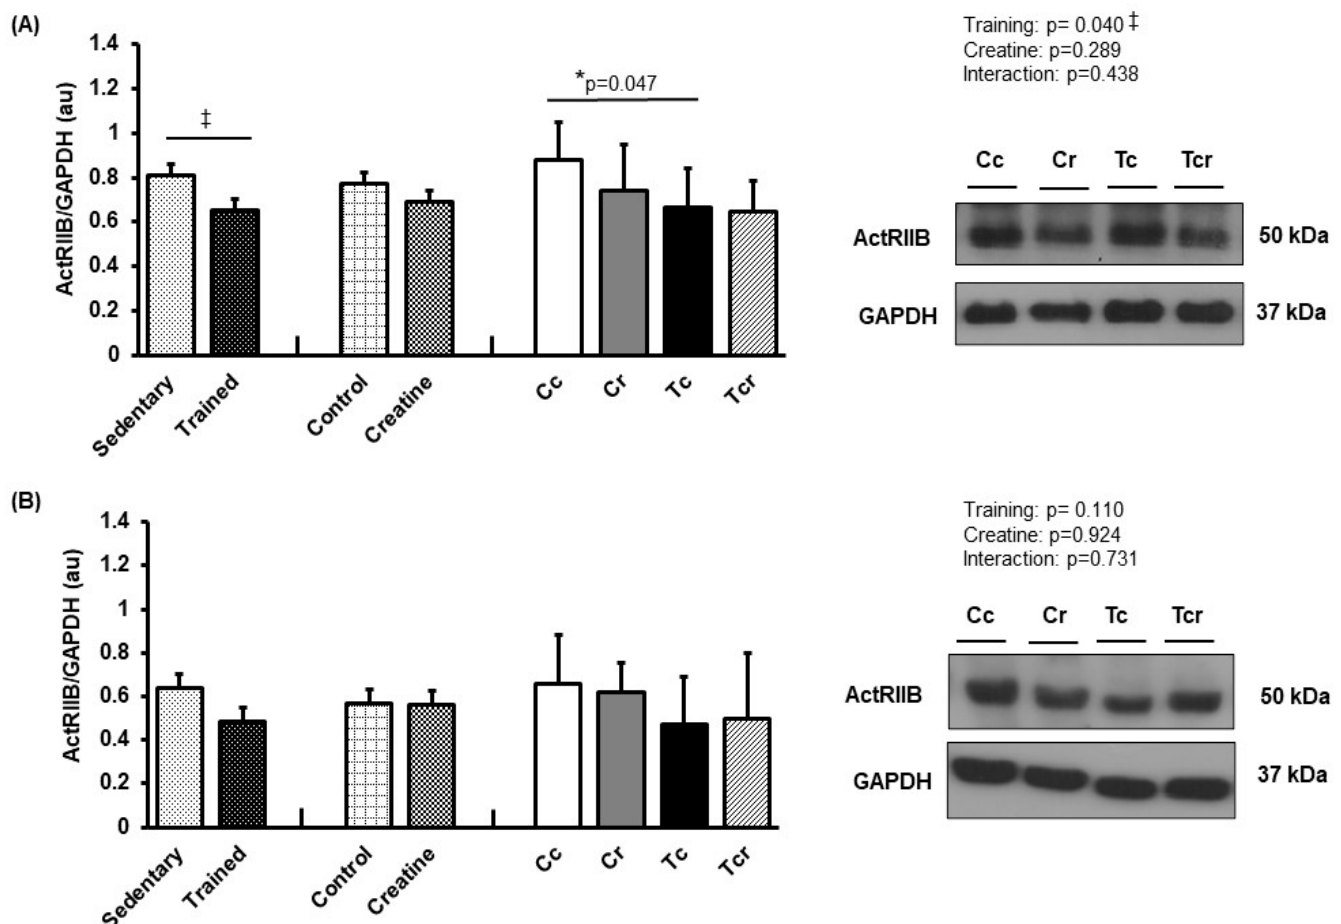 (A)
ActRIIB/GAPDH (au)
1.4
1.2
1
0.8
0.6
0.4
0.2
0
‡
*p=0.047
Sedentary
Trained
Control
Creatine
Cc
Cr
Tc
Tcr
Training: p= 0.040 ‡
Creatine: p=0.289
Interaction: p=0.438
Cc Cr Tc Tcr
ActRIIB 50 kDa
GAPDH 37 kDa
(B)
ActRIIB/GAPDH (au)
1.4
1.2
1
0.8
0.6
0.4
0.2
0
Sedentary
Trained
Control
Creatine
Cc
Cr
Tc
Tcr
Training: p= 0.110
Creatine: p=0.924
Interaction: p=0.731
Cc Cr Tc Tcr
ActRIIB 50 kDa
GAPDH 37 kDa